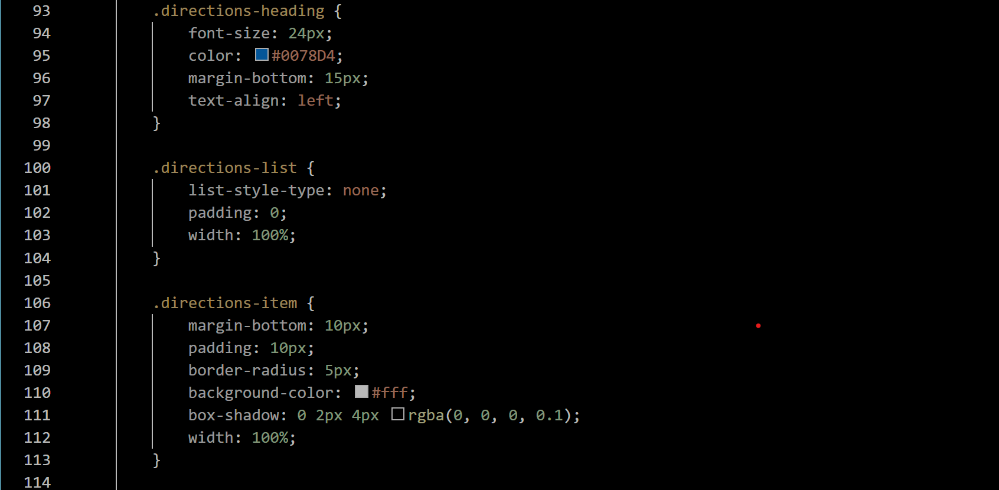 93 .directions-heading {
94 font-size: 24px;
95 color: #0078D4;
96 margin-bottom: 15px;
97 text-align: left;
98 }
99
100 .directions-list {
101 list-style-type: none;
102 padding: 0;
103 width: 100%;
104 }
105
106 .directions-item {
107 margin-bottom: 10px;
108 padding: 10px;
109 border-radius: 5px;
110 background-color: #fff;
111 box-shadow: 0 2px 4px rgba(0, 0, 0, 0.1);
112 width: 100%;
113 }
114